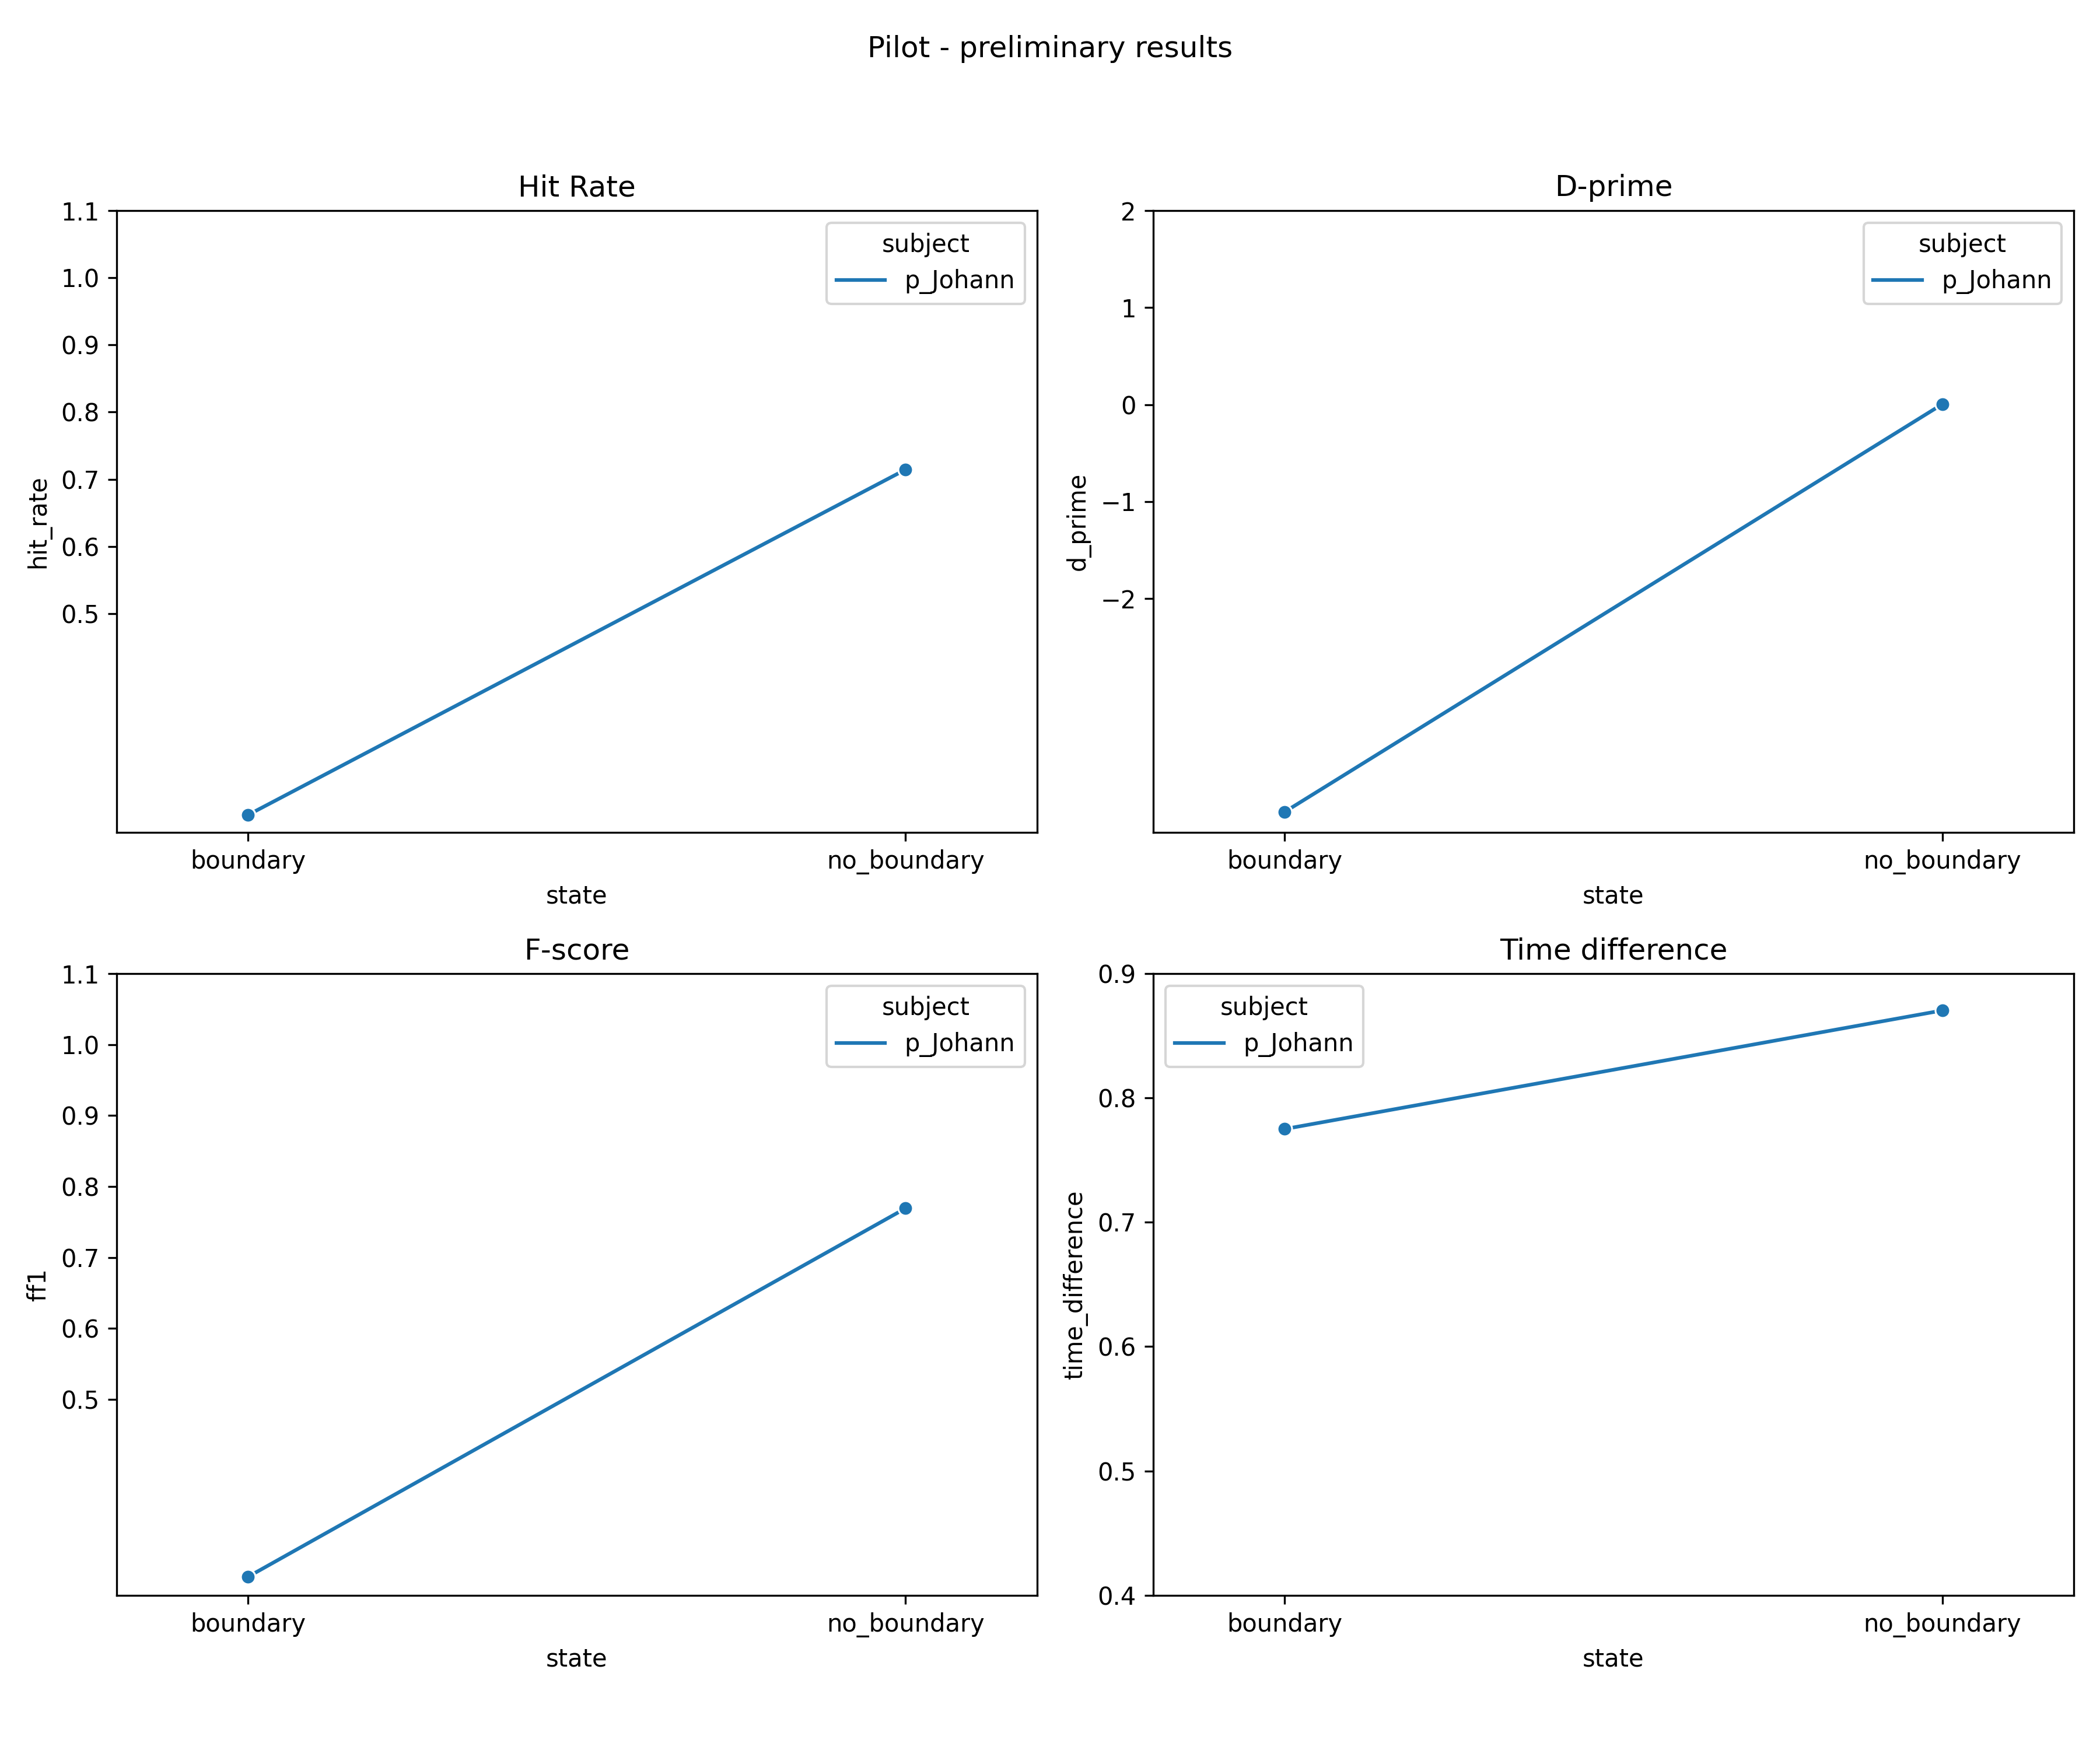 Pilot - preliminary results
Hit Rate
1.1
1.0
0.9
0.8
0.7
0.6
0.5
hit_rate
subject
p_Johann
boundary
no_boundary
state
D-prime
2
1
0
−1
−2
d_prime
subject
p_Johann
boundary
no_boundary
state
F-score
1.1
1.0
0.9
0.8
0.7
0.6
0.5
ff1
subject
p_Johann
boundary
no_boundary
state
Time difference
0.9
0.8
0.7
0.6
0.5
0.4
time_difference
subject
p_Johann
boundary
no_boundary
state